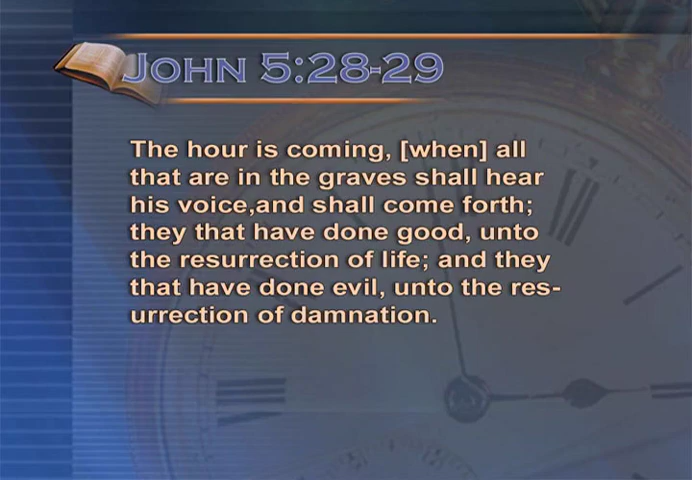 John 5:28-29
The hour is coming, [when] all
that are in the graves shall hear
his voice,and shall come forth;
they that have done good, unto
the resurrection of life; and they
that have done evil, unto the res-
urrection of damnation.